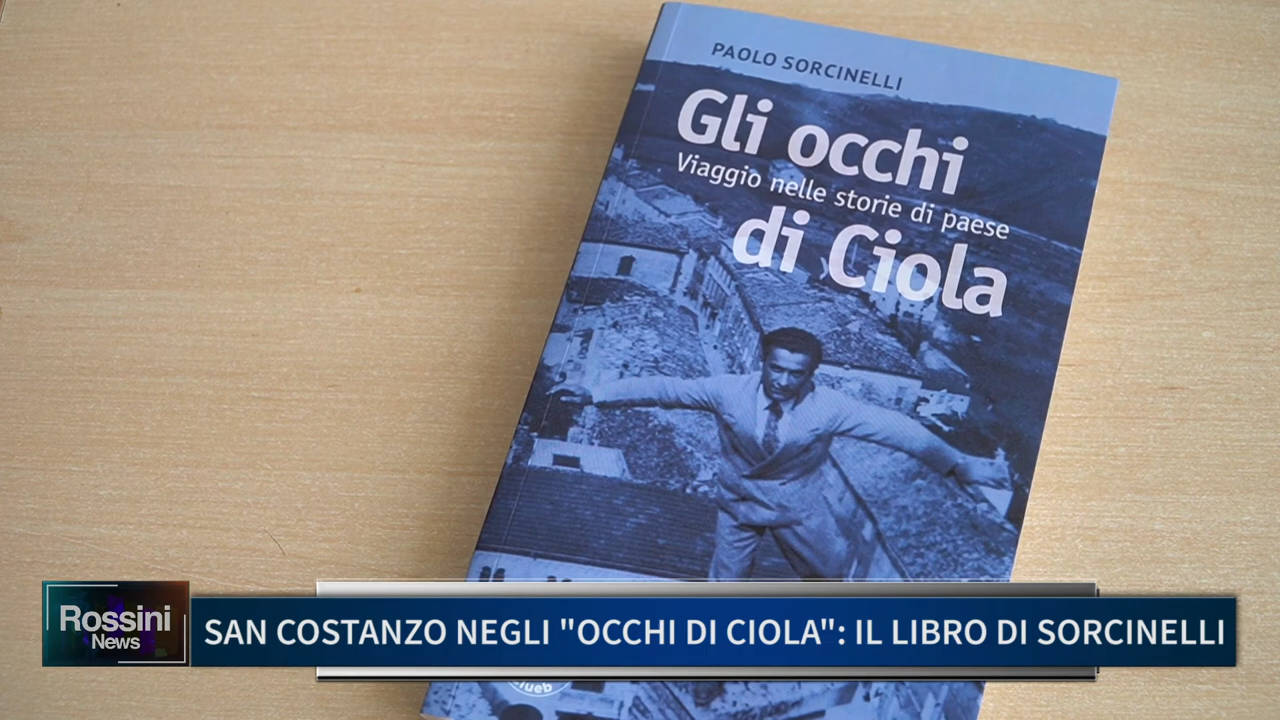 PAOLO SORCINELLI
Gli occhi
Viaggio nelle storie di paese
di Ciola
Rossini
News
SAN COSTANZO NEGLI "OCCHI DI CIOLA": IL LIBRO DI SORCINELLI